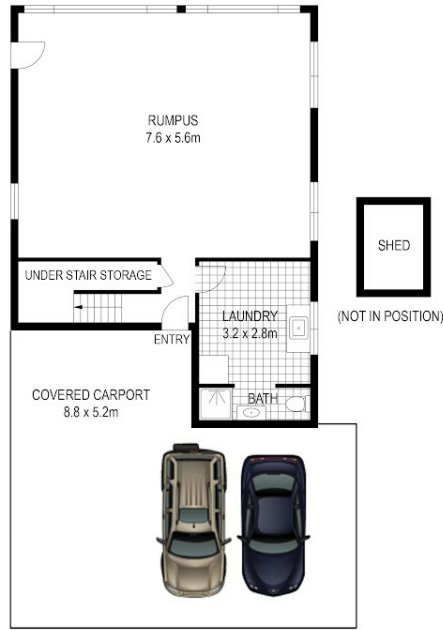 RUMPUS
7.6 x 5.6m
SHED
(NOT IN POSITION)
UNDER STAIR STORAGE
LAUNDRY
3.2 x 2.8m
ENTRY
COVERED CARPORT
8.8 x 5.2m
BATH